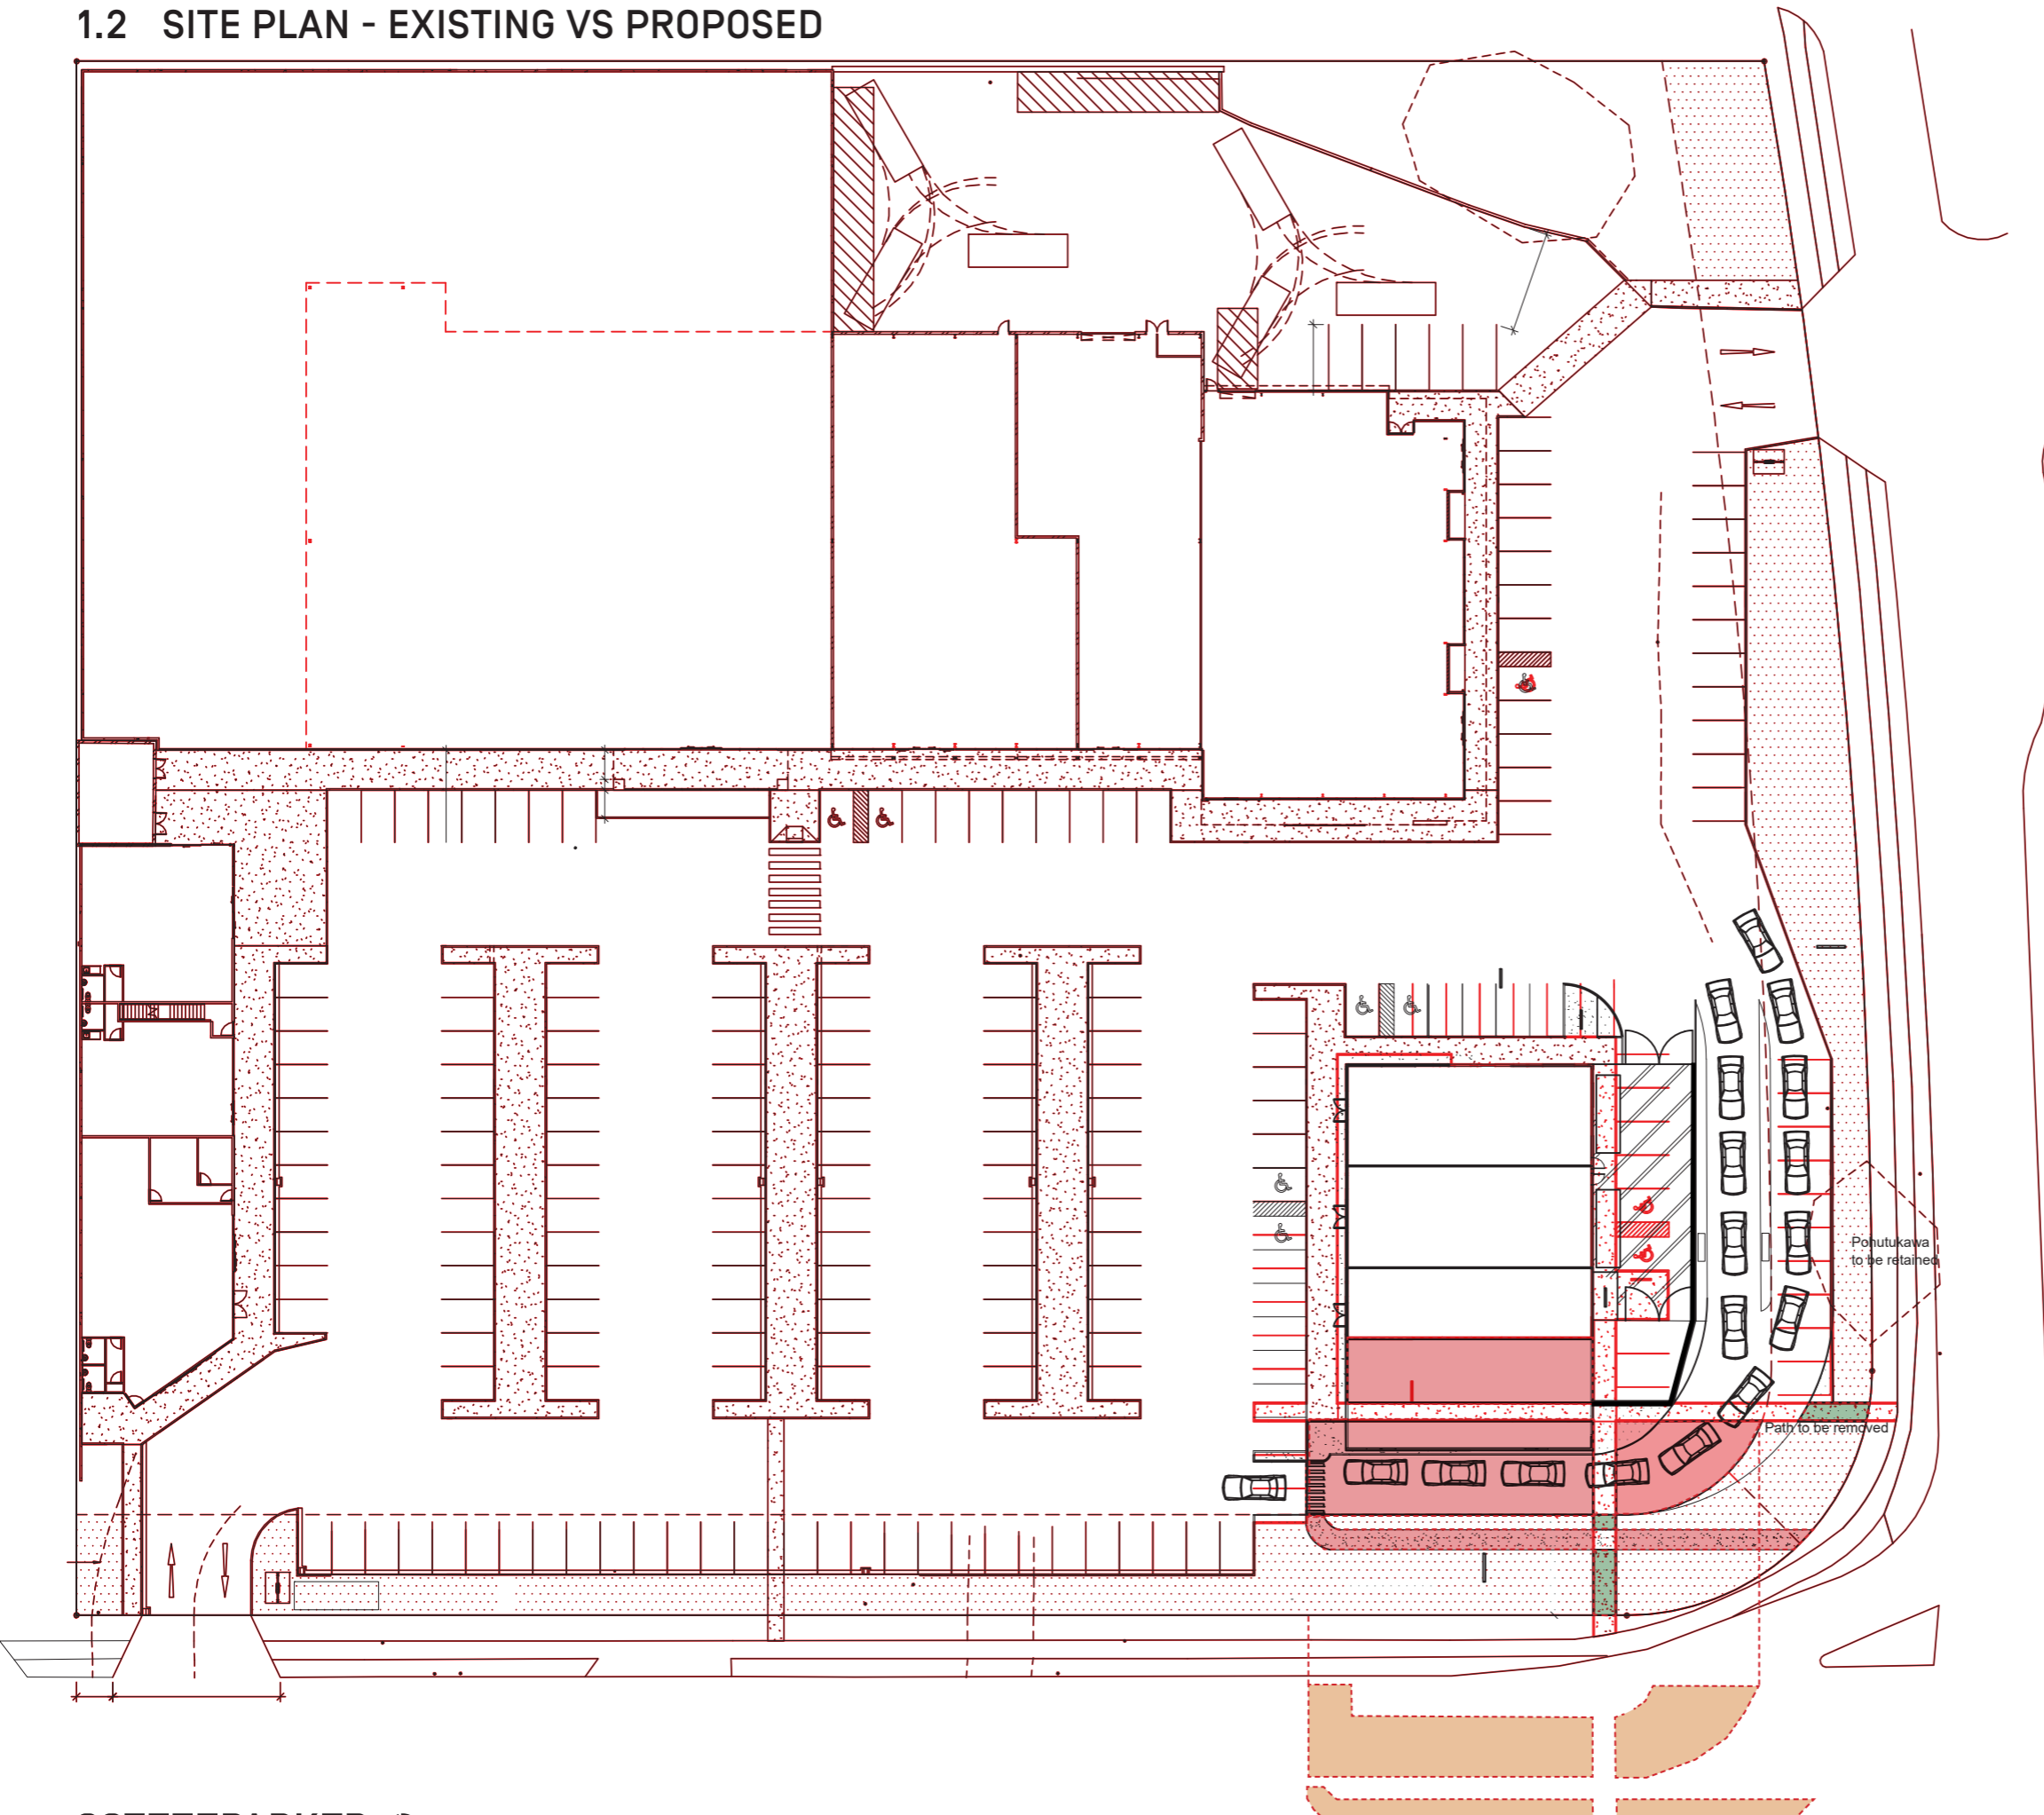 1.2 SITE PLAN - EXISTING VS PROPOSED
Pohutukawa
to be retained
Path to be removed